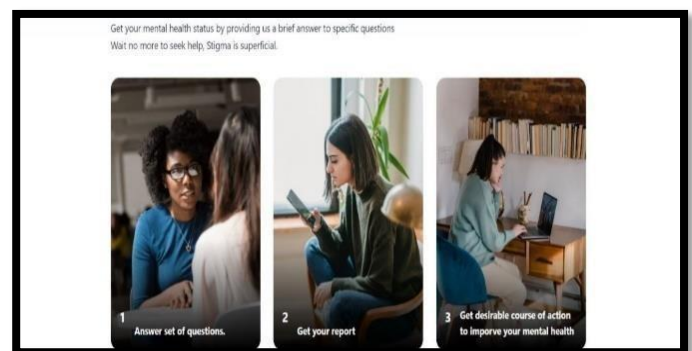 Get your mental health status by providing us a brief answer to specific questions
Wait no more to seek help, Stigma is superficial.
1
Answer set of questions.
2
Get your report
3 Get desirable course of action
to imporve your mental health